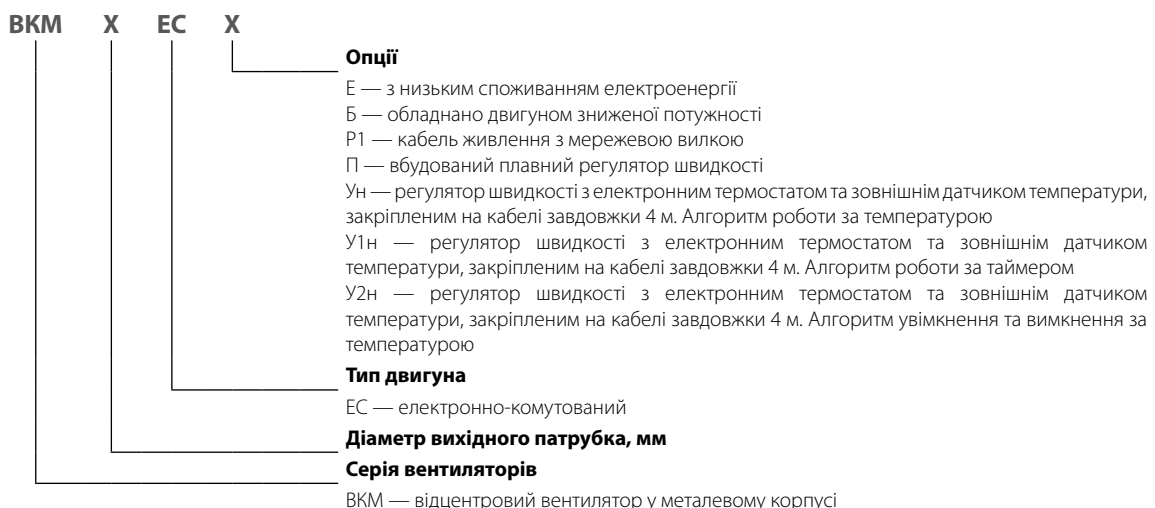 ВКМ X ЕС X
Опції
Е — з низьким споживанням електроенергії
Б — обладнано двигуном зниженої потужності
Р1 — кабель живлення з мережевою вилкою
П — вбудований плавний регулятор швидкості
Ун — регулятор швидкості з електронним термостатом та зовнішнім датчиком температури,
закріпленим на кабелі завдовжки 4 м. Алгоритм роботи за температурою
У1н — регулятор швидкості з електронним термостатом та зовнішнім датчиком
температури, закріпленим на кабелі завдовжки 4 м. Алгоритм роботи за таймером
У2н — регулятор швидкості з електронним термостатом та зовнішнім датчиком
температури, закріпленим на кабелі завдовжки 4 м. Алгоритм увімкнення та вимкнення за
температурою
Тип двигуна
ЕС — електронно-комутований
Діаметр вихідного патрубка, мм
Серія вентиляторів
ВКМ — відцентровий вентилятор у металевому корпусі